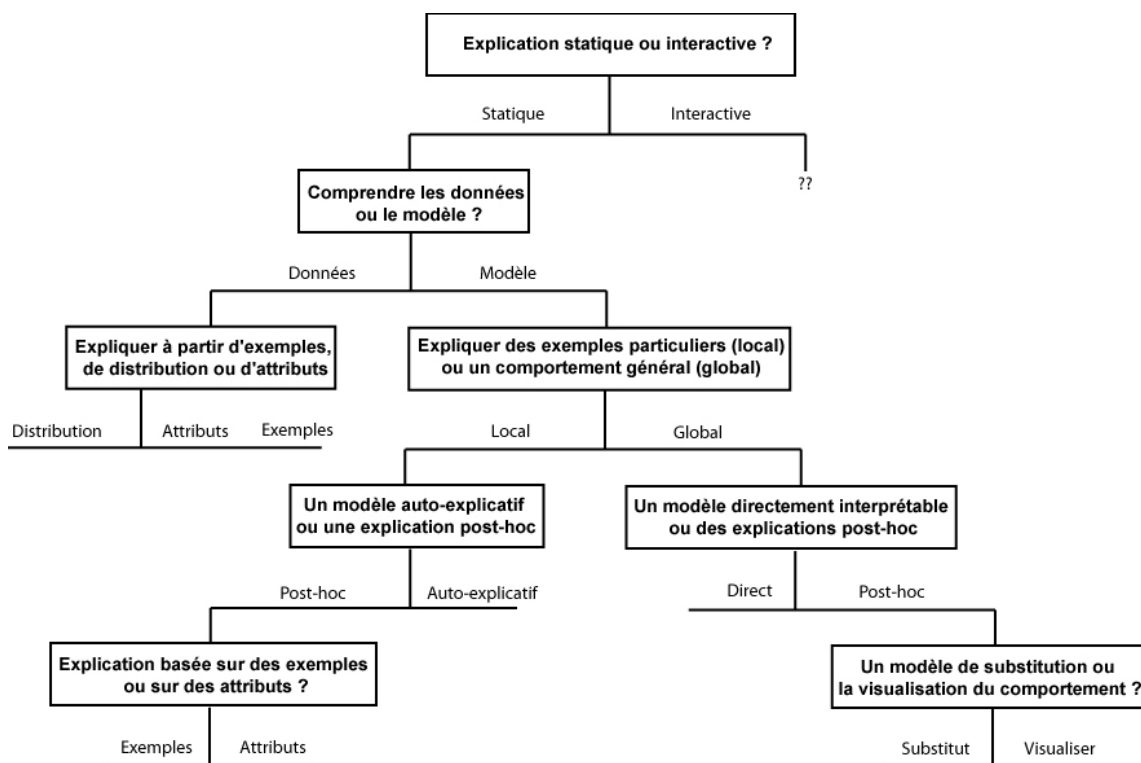 Explication statique ou interactive ?
Statique
Interactive
??
Comprendre les données
ou le modèle ?
Données
Modèle
Expliquer à partir d'exemples,
de distribution ou d'attributs
Expliquer des exemples particuliers (local)
ou un comportement général (global)
Distribution
Attributs
Exemples
Local
Global
Un modèle auto-explicatif
ou une explication post-hoc
Un modèle directement interprétable
ou des explications post-hoc
Post-hoc
Auto-explicatif
Direct
Post-hoc
Explication basée sur des exemples
ou sur des attributs ?
Un modèle de substitution ou
la visualisation du comportement ?
Exemples
Attributs
Substitut
Visualiser